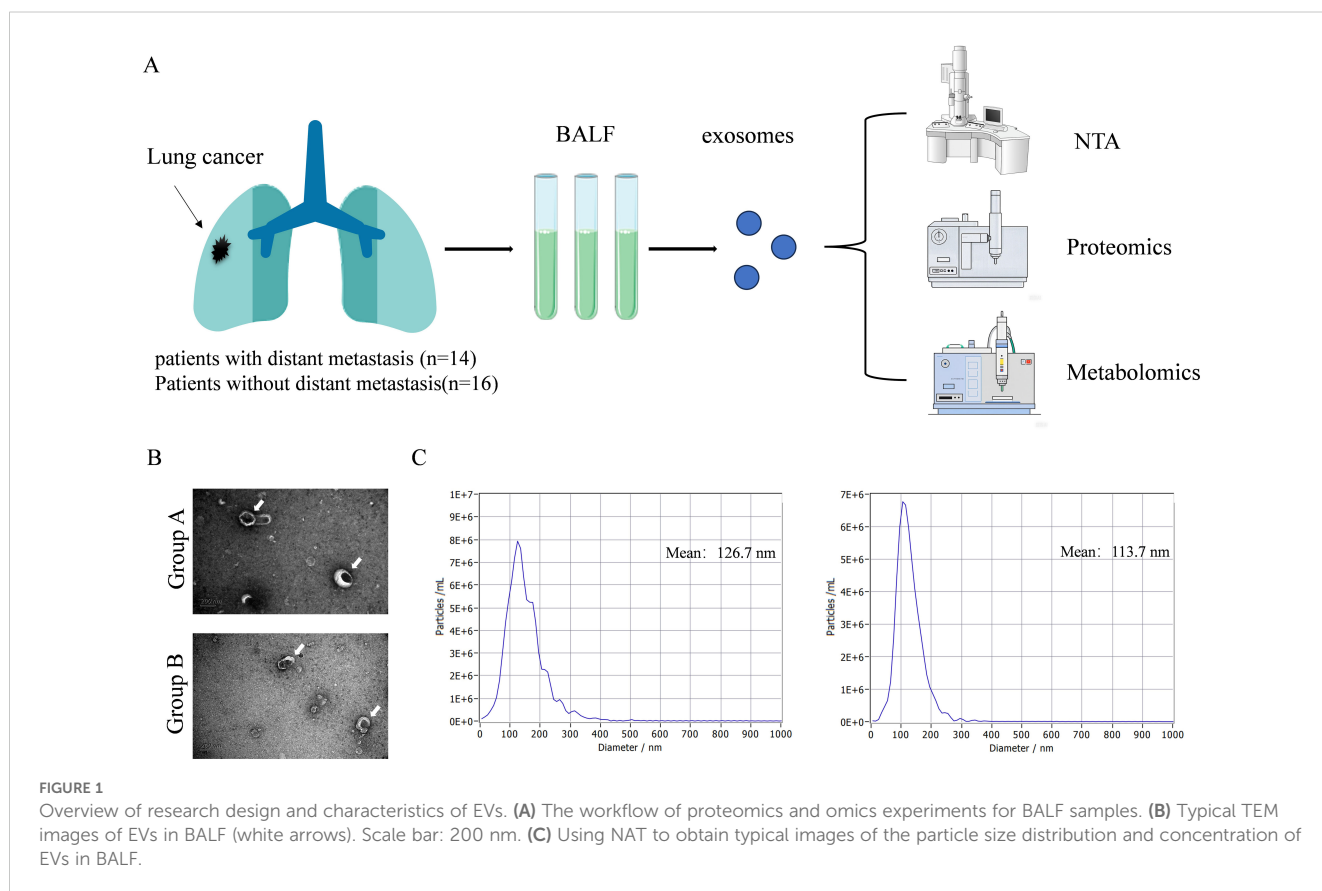 A
Lung cancer
BALF
exosomes
NTA
Proteomics
Metabolomics
patients with distant metastasis (n=14)
Patients without distant metastasis(n=16)
B
Group A
Group B
C
1E+7
9E+6
8E+6
7E+6
6E+6
5E+6
4E+6
3E+6
2E+6
1E+6
0E+0
Particles /mL
Mean: 126.7 nm
0 100 200 300 400 500 600 700 800 900 1000
Diameter / nm
7E+6
6E+6
5E+6
4E+6
3E+6
2E+6
1E+6
0E+0
Particles /mL
Mean: 113.7 nm
0 100 200 300 400 500 600 700 800 900 1000
Diameter / nm
FIGURE 1
Overview of research design and characteristics of EVs. (A) The workflow of proteomics and omics experiments for BALF samples. (B) Typical TEM
images of EVs in BALF (white arrows). Scale bar: 200 nm. (C) Using NAT to obtain typical images of the particle size distribution and concentration of
EVs in BALF.